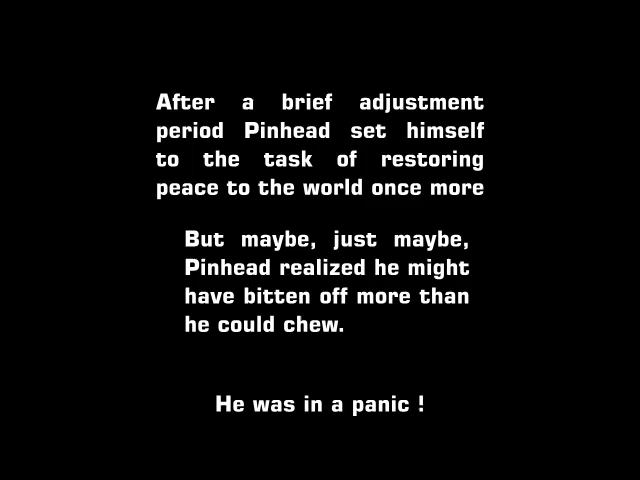 After a brief adjustment
period Pinhead set himself
to the task of restoring
peace to the world once more
But maybe, just maybe,
Pinhead realized he might
have bitten off more than
he could chew.
He was in a panic !